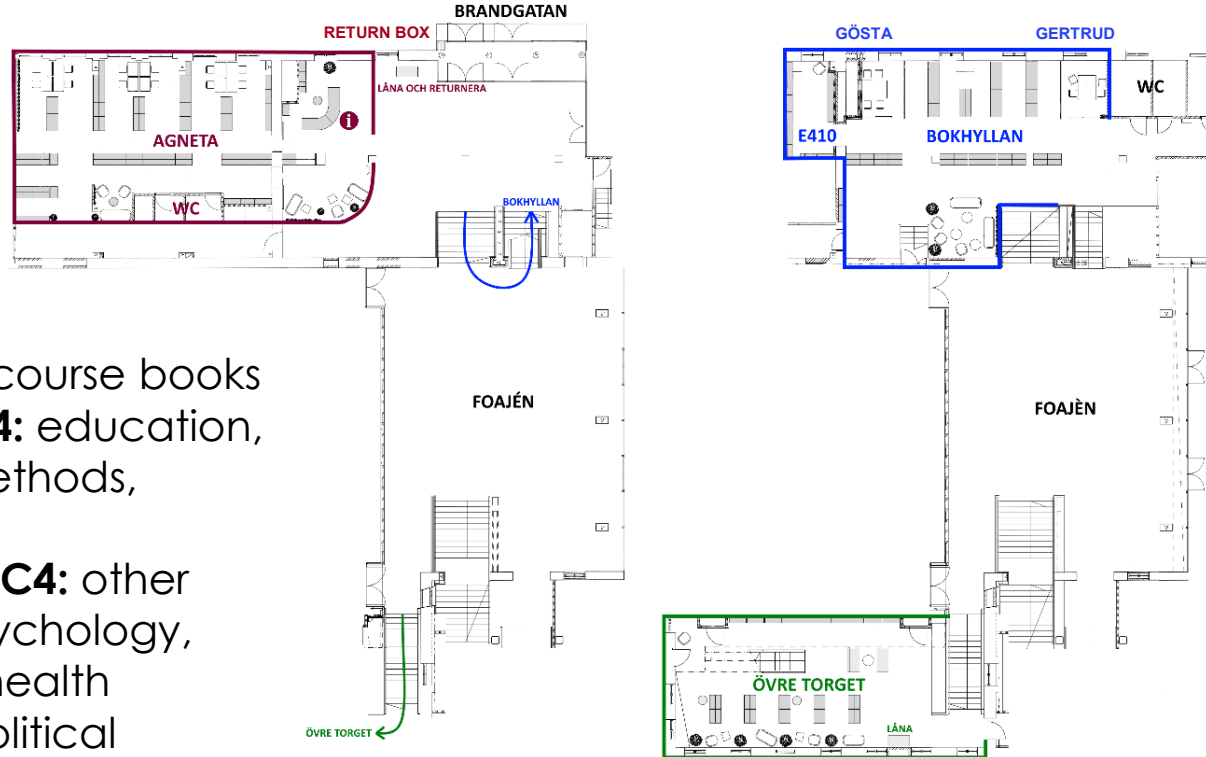 BRANDGATAN
RETURN BOX
LÅNA OCH RETURNERA
AGNETA
i
WC
BOKHYLLAN
FOAJÉN
ÖVRE TORGET
course books
4: education,
ethods,
C4: other
ychology,
health
olitical
GÖSTA
GERTRUD
WC
E410
BOKHYLLAN
FOAJÈN
ÖVRE TORGET
LÅNA